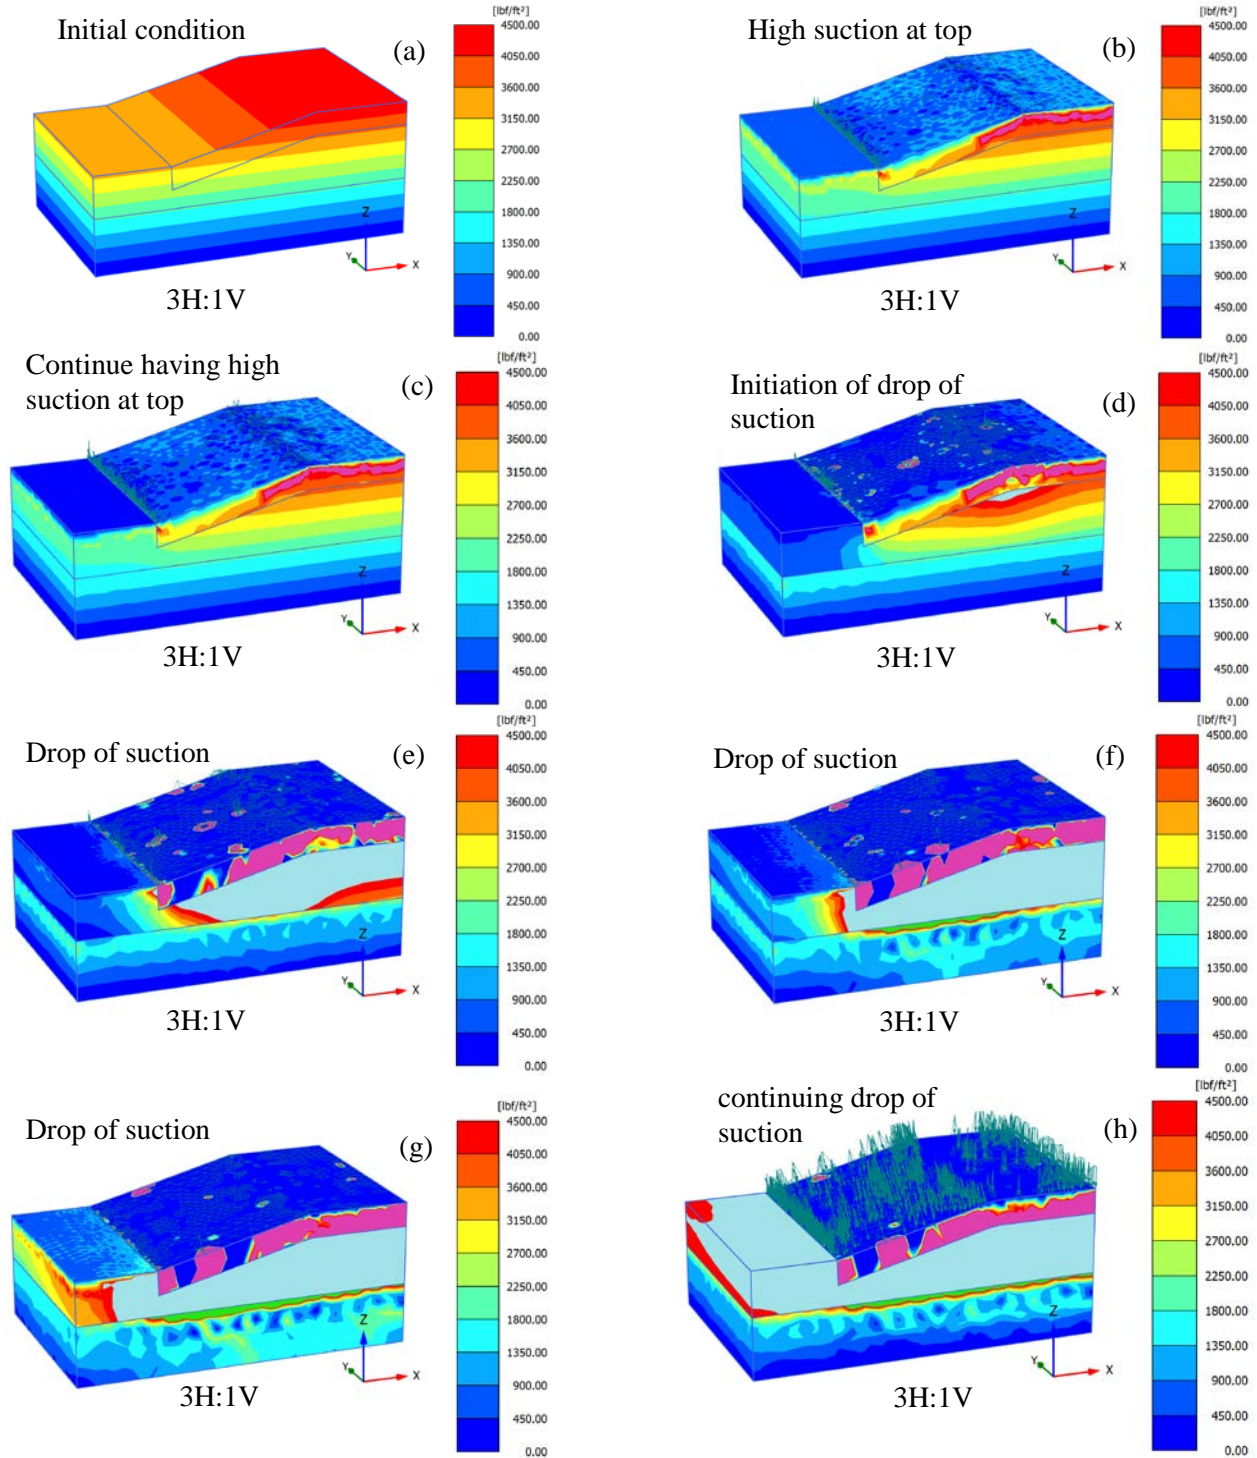 Initial condition
(a)
[lbf/ft²]
4500.00
4050.00
3600.00
3150.00
2700.00
2250.00
1800.00
1350.00
900.00
450.00
0.00
Z
Y
X
3H:1V
High suction at top
(b)
[lbf/ft²]
4500.00
4050.00
3600.00
3150.00
2700.00
2250.00
1800.00
1350.00
900.00
450.00
0.00
Z
Y
X
3H:1V
Continue having high
suction at top
(c)
[lbf/ft²]
4500.00
4050.00
3600.00
3150.00
2700.00
2250.00
1800.00
1350.00
900.00
450.00
0.00
Z
Y
X
3H:1V
Initiation of drop of
suction
(d)
[lbf/ft²]
4500.00
4050.00
3600.00
3150.00
2700.00
2250.00
1800.00
1350.00
900.00
450.00
0.00
Z
Y
X
3H:1V
Drop of suction
(e)
[lbf/ft²]
4500.00
4050.00
3600.00
3150.00
2700.00
2250.00
1800.00
1350.00
900.00
450.00
0.00
Z
Y
X
3H:1V
Drop of suction
(f)
[lbf/ft²]
4500.00
4050.00
3600.00
3150.00
2700.00
2250.00
1800.00
1350.00
900.00
450.00
0.00
Z
Y
X
3H:1V
Drop of suction
(g)
[lbf/ft²]
4500.00
4050.00
3600.00
3150.00
2700.00
2250.00
1800.00
1350.00
900.00
450.00
0.00
Z
Y
X
3H:1V
continuing drop of
suction
(h)
[lbf/ft²]
4500.00
4050.00
3600.00
3150.00
2700.00
2250.00
1800.00
1350.00
900.00
450.00
0.00
Z
Y
X
3H:1V